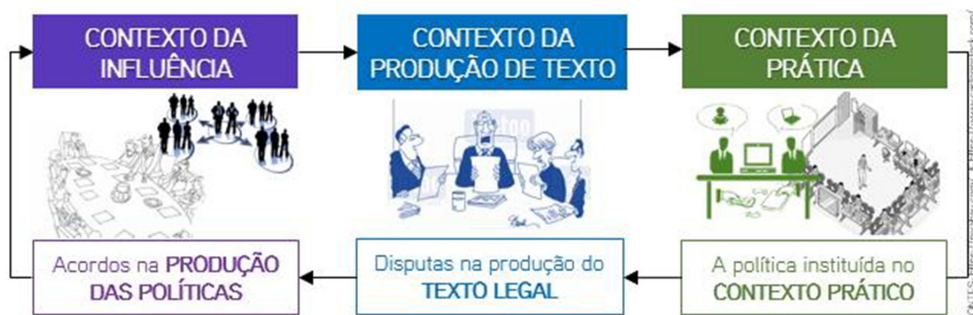 CONTEXTO DA
INFLUÊNCIA
CONTEXTO DA
PRODUÇÃO DE TEXTO
CONTEXTO DA
PRÁTICA
Acordos na PRODUÇÃO
DAS POLÍTICAS
Disputas na produção do
TEXTO LEGAL
A política instituída no
CONTEXTO PRÁTICO